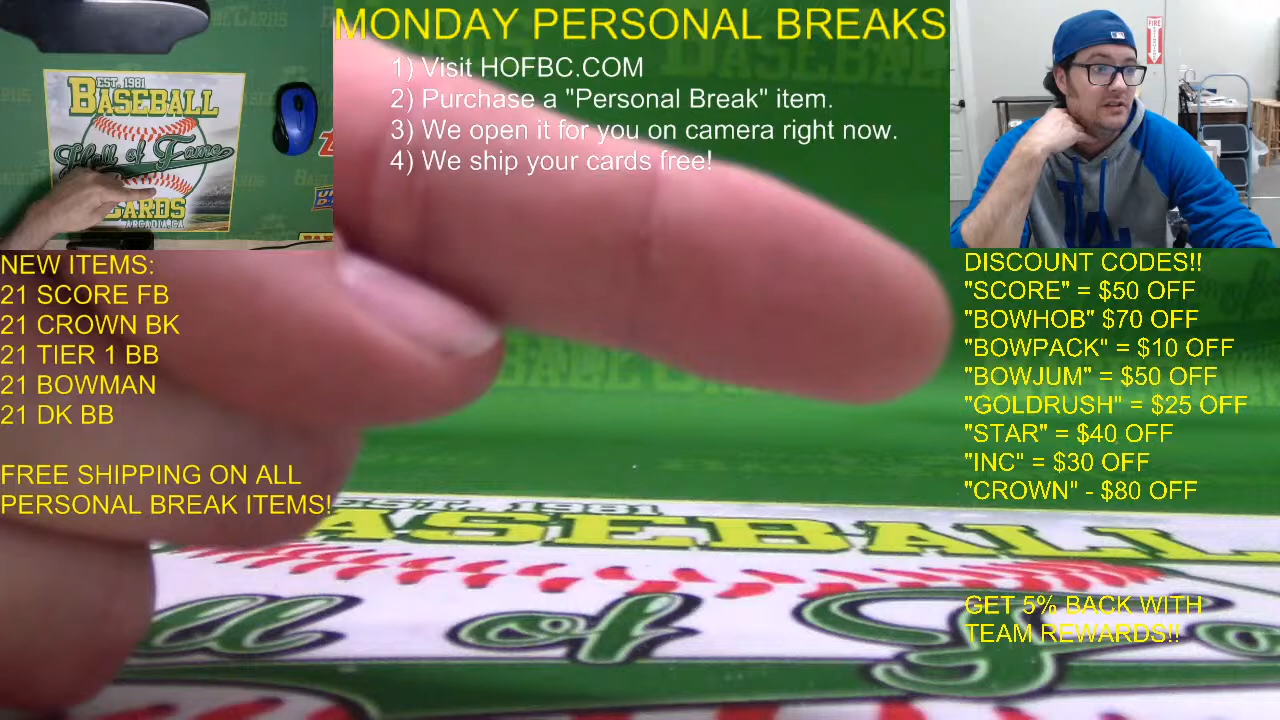 MONDAY PERSONAL BREAKS
1) Visit HOFBC.COM
2) Purchase a "Personal Break" item.
3) We open it for you on camera right now.
4) We ship your cards free!
EST. 1981
BASEBALL
Hall of Fame
CARDS
ARCADIA, CA
FIRE
NEW ITEMS:
21 SCORE FB
21 CROWN BK
21 TIER 1 BB
21 BOWMAN
21 DK BB
FREE SHIPPING ON ALL
PERSONAL BREAK ITEMS!
DISCOUNT CODES!!
"SCORE" = $50 OFF
"BOWHOB" $70 OFF
"BOWPACK" = $10 OFF
"BOWJUM" = $50 OFF
"GOLDRUSH" = $25 OFF
"STAR" = $40 OFF
"INC" = $30 OFF
"CROWN" - $80 OFF
GET 5% BACK WITH
TEAM REWARDS!!
EST. 1981
BASEBALL
of